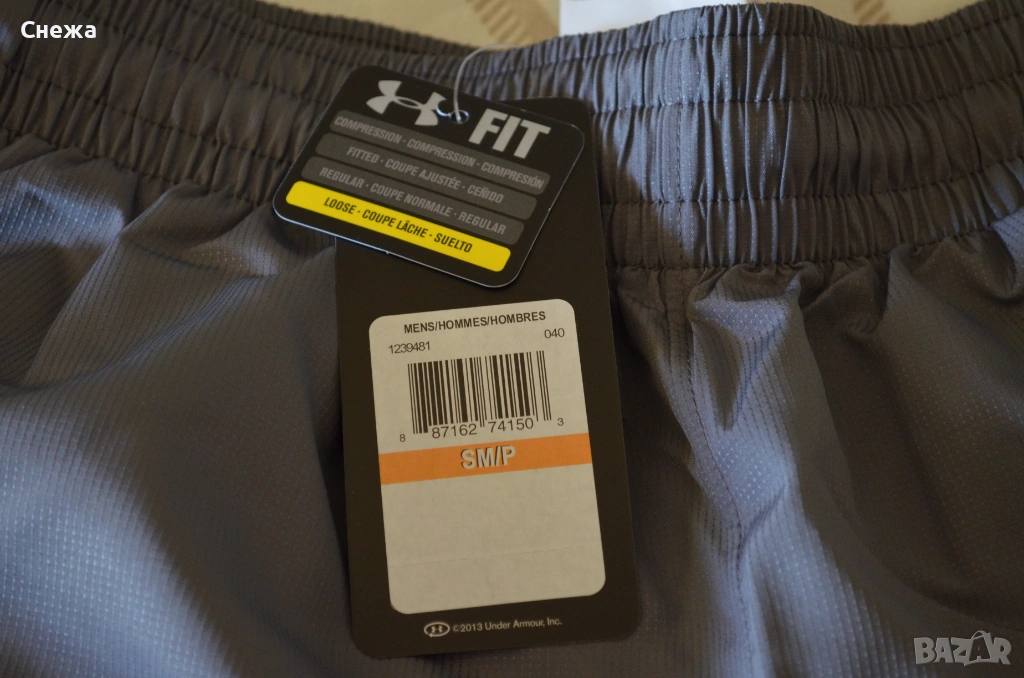 Снежа
FIT
COMPRESSION · COMPRESSION · COMPRESIÓN
FITTED · COUPE AJUSTÉE · CEÑIDO
REGULAR · COUPE NORMALE · REGULAR
LOOSE · COUPE LÂCHE · SUELTO
MENS/HOMMES/HOMBRES
1239481 040
8 87162 74150 3
SM/P
©2013 Under Armour, Inc.
BAZAR